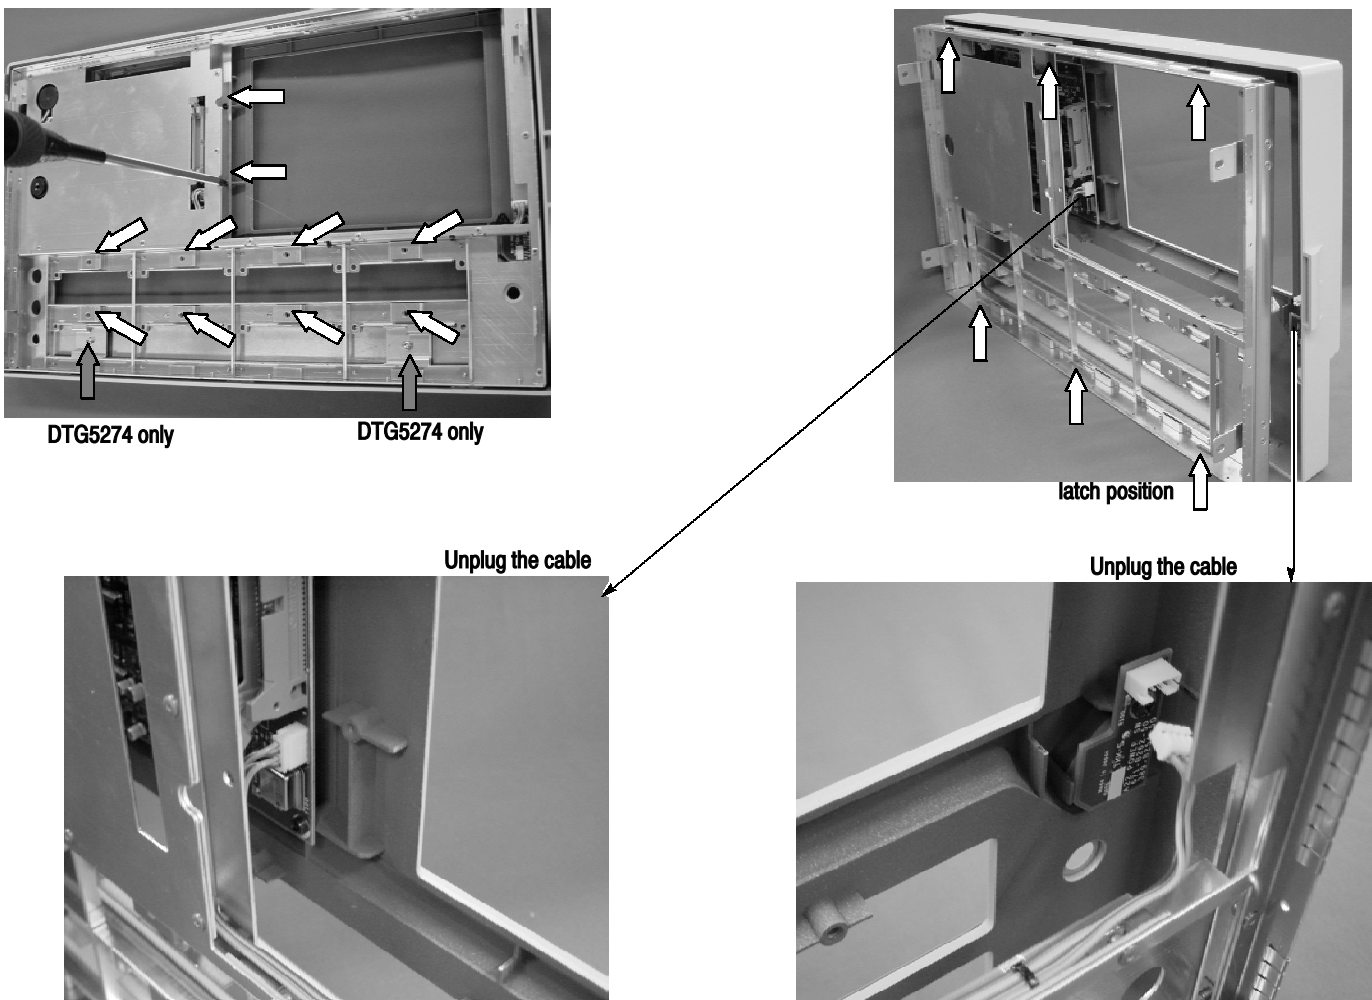 DTG5274 only
DTG5274 only
latch position
Unplug the cable
Unplug the cable